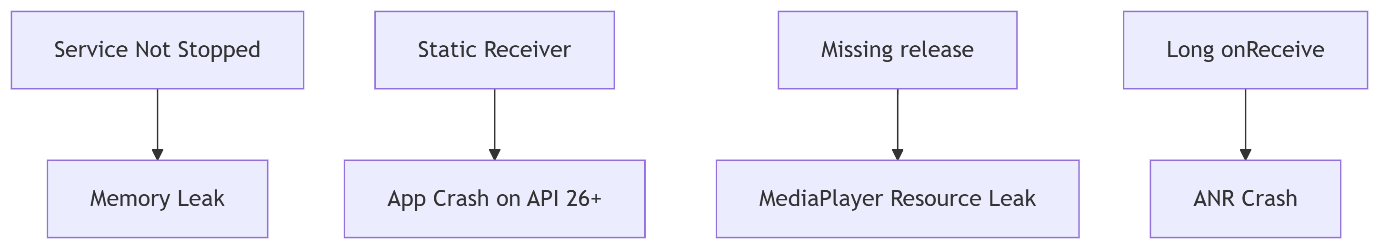 Service Not Stopped
Static Receiver
Missing release
Long onReceive
Memory Leak
App Crash on API 26+
MediaPlayer Resource Leak
ANR Crash